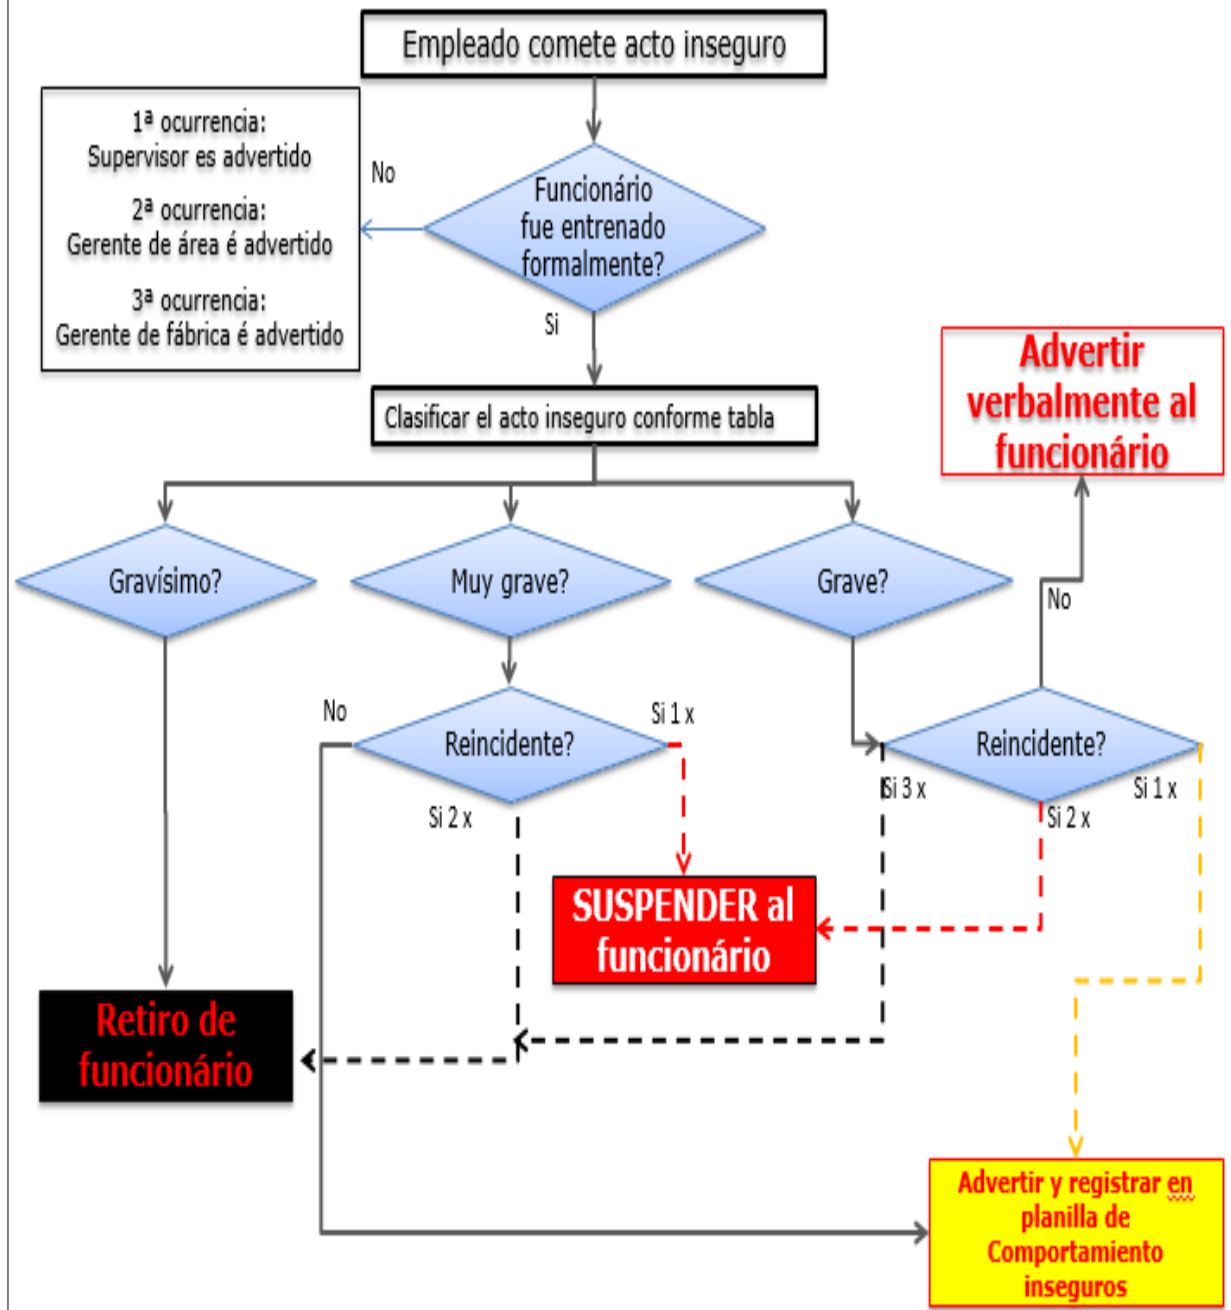 Empleado comete acto inseguro
1ª ocurrencia:
Supervisor es advertido
2ª ocurrencia:
Gerente de área é advertido
3ª ocurrencia:
Gerente de fábrica é advertido
No
Funcionário
fue entrenado
formalmente?
Si
Clasificar el acto inseguro conforme tabla
Advertir
verbalmente al
funcionário
Gravísimo?
Muy grave?
Grave?
No
No
Reincidente?
Si 1 x
Si 2 x
Reincidente?
Si 3 x
Si 2 x
Si 1 x
SUSPENDER al
funcionário
Retiro de
funcionário
Advertir y registrar en
planilla de
Comportamiento
inseguros